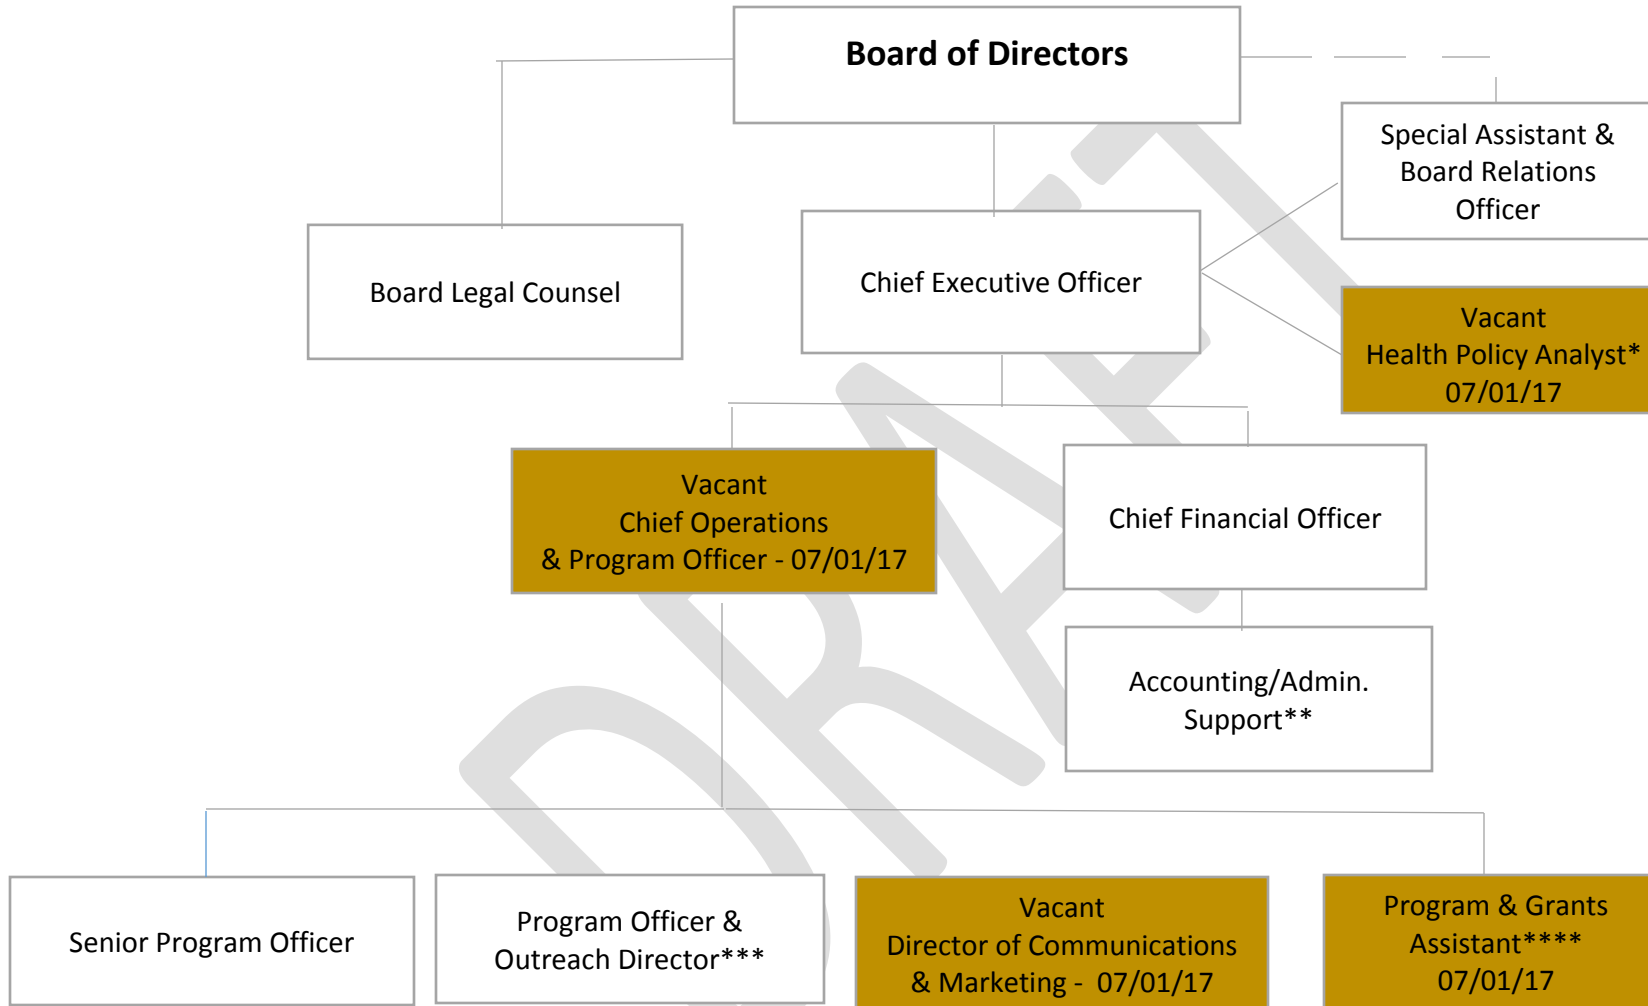 Board of Directors
Special Assistant &
Board Relations
Officer
Board Legal Counsel
Chief Executive Officer
Vacant
Health Policy Analyst*
07/01/17
Vacant
Chief Operations
& Program Officer - 07/01/17
Chief Financial Officer
Accounting/Admin.
Support**
Senior Program Officer
Program Officer &
Outreach Director***
Vacant
Director of Communications
& Marketing -  07/01/17
Program & Grants
Assistant****
07/01/17
DRAFT